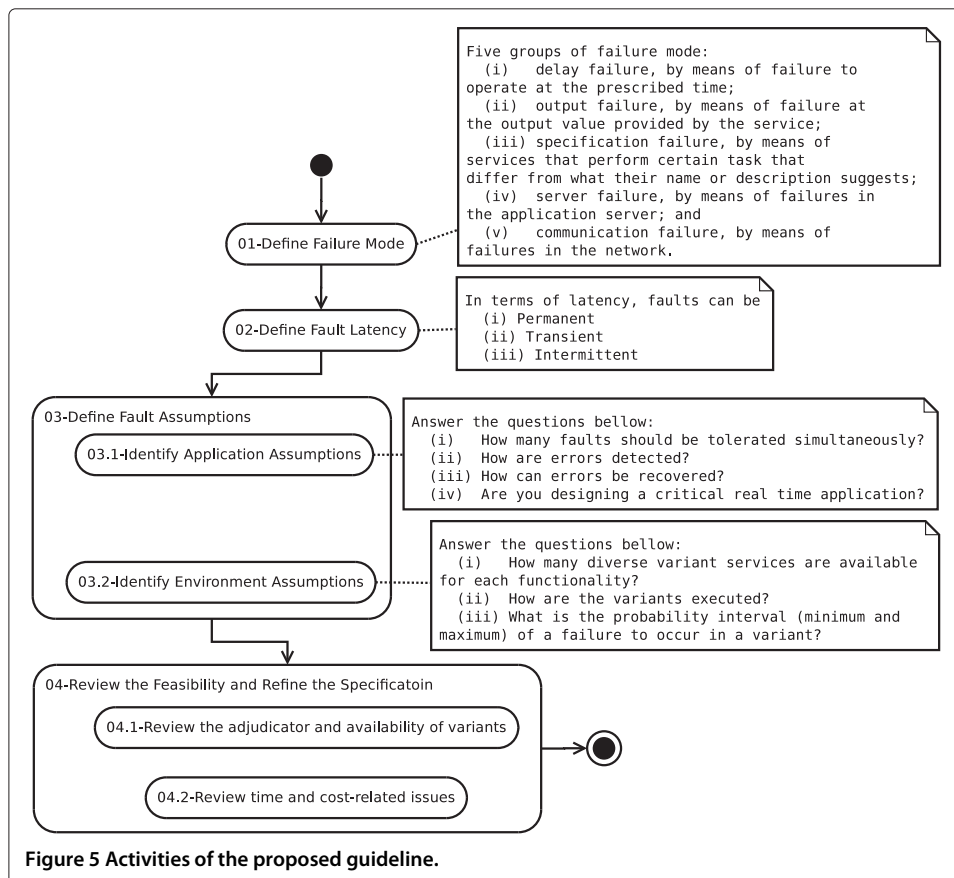 Five groups of failure mode:
(i) delay failure, by means of failure to
operate at the prescribed time;
(ii) output failure, by means of failure at
the output value provided by the service;
(iii) specification failure, by means of
services that perform certain task that
differ from what their name or description suggests;
(iv) server failure, by means of failures in
the application server; and
(v) communication failure, by means of
failures in the network.
01-Define Failure Mode
In terms of latency, faults can be
(i) Permanent
(ii) Transient
(iii) Intermittent
02-Define Fault Latency
03-Define Fault Assumptions
03.1-Identify Application Assumptions
Answer the questions bellow:
(i) How many faults should be tolerated simultaneously?
(ii) How are errors detected?
(iii) How can errors be recovered?
(iv) Are you designing a critical real time application?
03.2-Identify Environment Assumptions
Answer the questions bellow:
(i) How many diverse variant services are available
for each functionality?
(ii) How are the variants executed?
(iii) What is the probability interval (minimum and
maximum) of a failure to occur in a variant?
04-Review the Feasibility and Refine the Specificatoin
04.1-Review the adjudicator and availability of variants
04.2-Review time and cost-related issues
Figure 5 Activities of the proposed guideline.